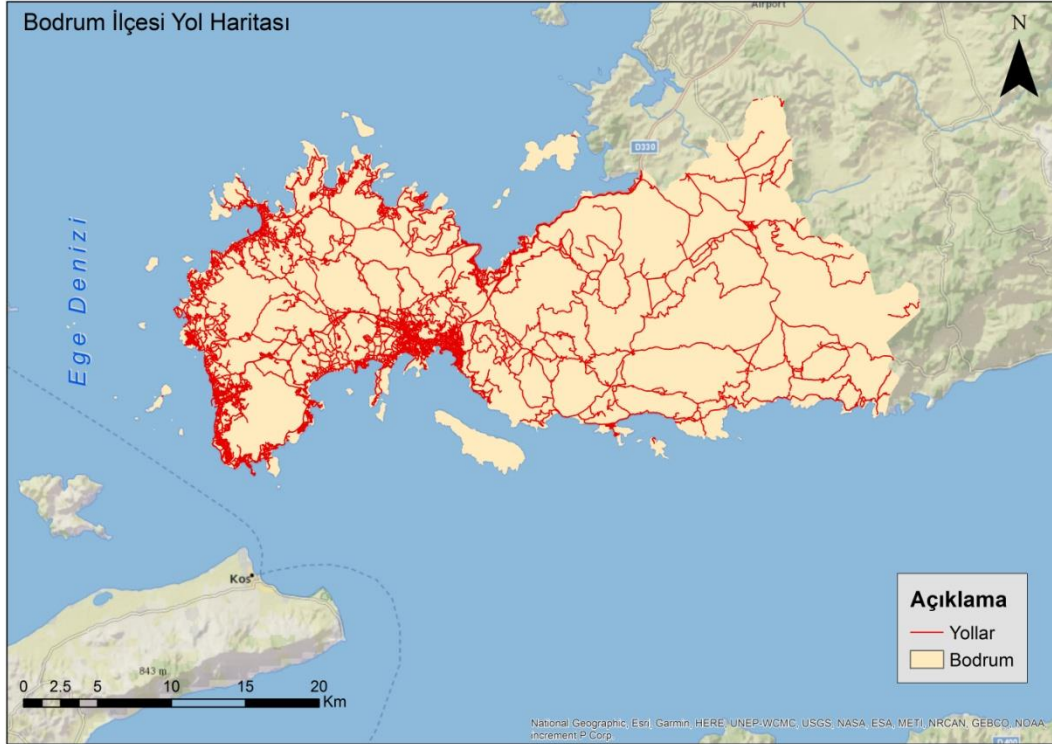 Bodrum İlçesi Yol Haritası
Airport
N
D330
Ege Denizi
Kos
843 m
Açıklama
Yollar
Bodrum
0 2.5 5 10 15 20
Km
National Geographic, Esri, Garmin, HERE, UNEP-WCMC, USGS, NASA, ESA, METI, NRCAN, GEBCO, NOAA,
increment P Corp.
D400